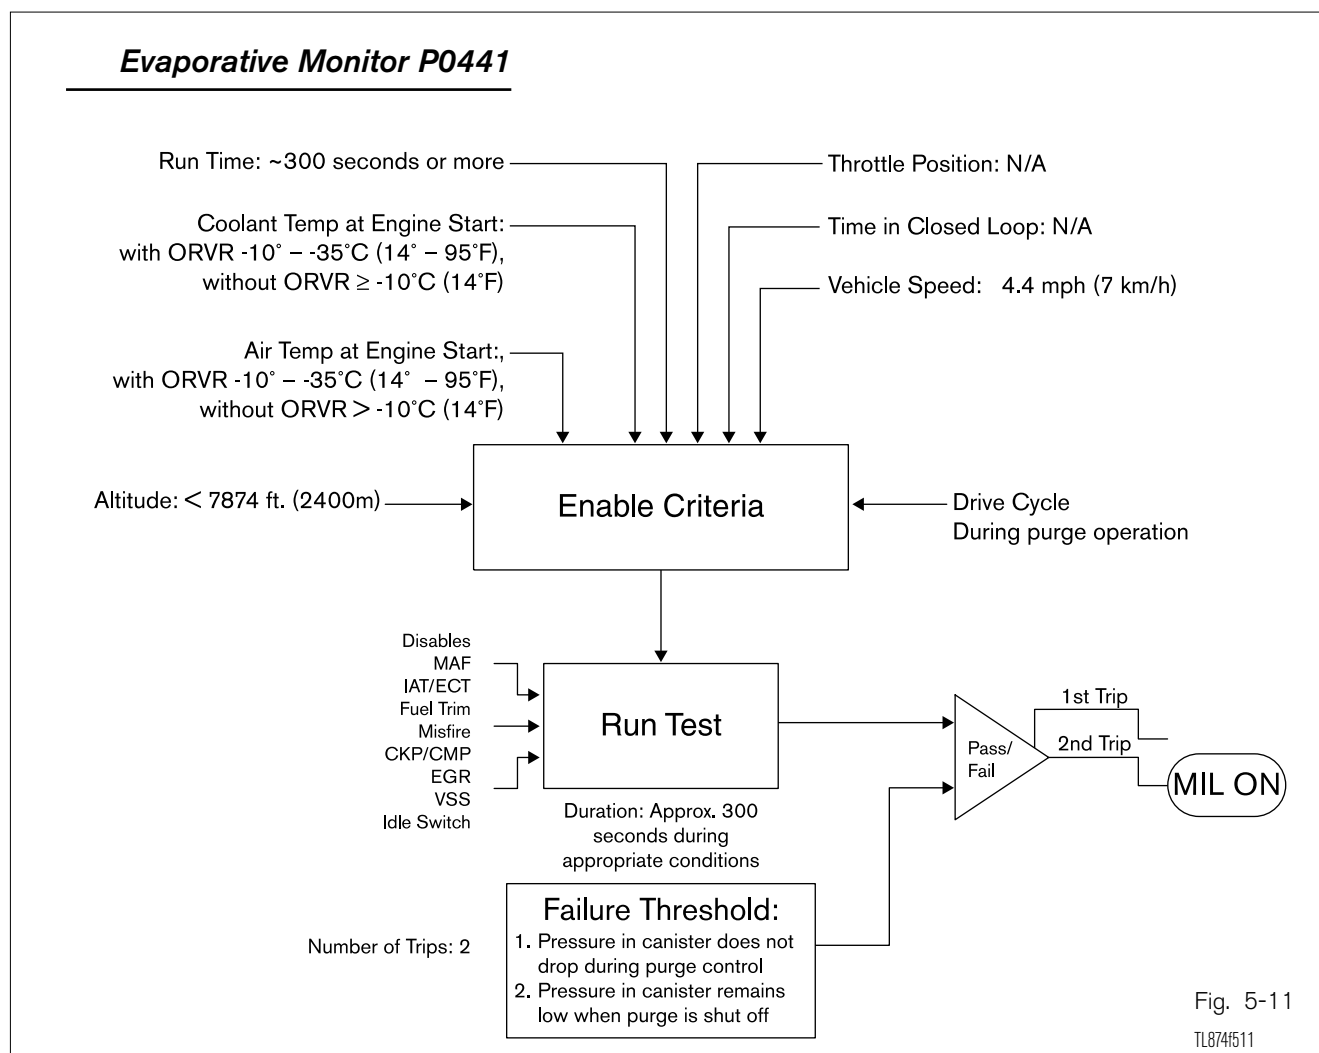 Evaporative Monitor P0441
Run Time: ~300 seconds or more
Coolant Temp at Engine Start:
with ORVR -10° – -35°C (14° – 95°F),
without ORVR ≥ -10°C (14°F)
Air Temp at Engine Start:,
with ORVR -10° – -35°C (14° – 95°F),
without ORVR > -10°C (14°F)
Throttle Position: N/A
Time in Closed Loop: N/A
Vehicle Speed: 4.4 mph (7 km/h)
Altitude: < 7874 ft. (2400m)
Enable Criteria
Drive Cycle
During purge operation
Disables
MAF
IAT/ECT
Fuel Trim
Misfire
CKP/CMP
EGR
VSS
Idle Switch
Run Test
Duration: Approx. 300
seconds during
appropriate conditions
Pass/
Fail
1st Trip
2nd Trip
MIL ON
Number of Trips: 2
Failure Threshold:
1. Pressure in canister does not
drop during purge control
2. Pressure in canister remains
low when purge is shut off
Fig. 5-11
TL874f511